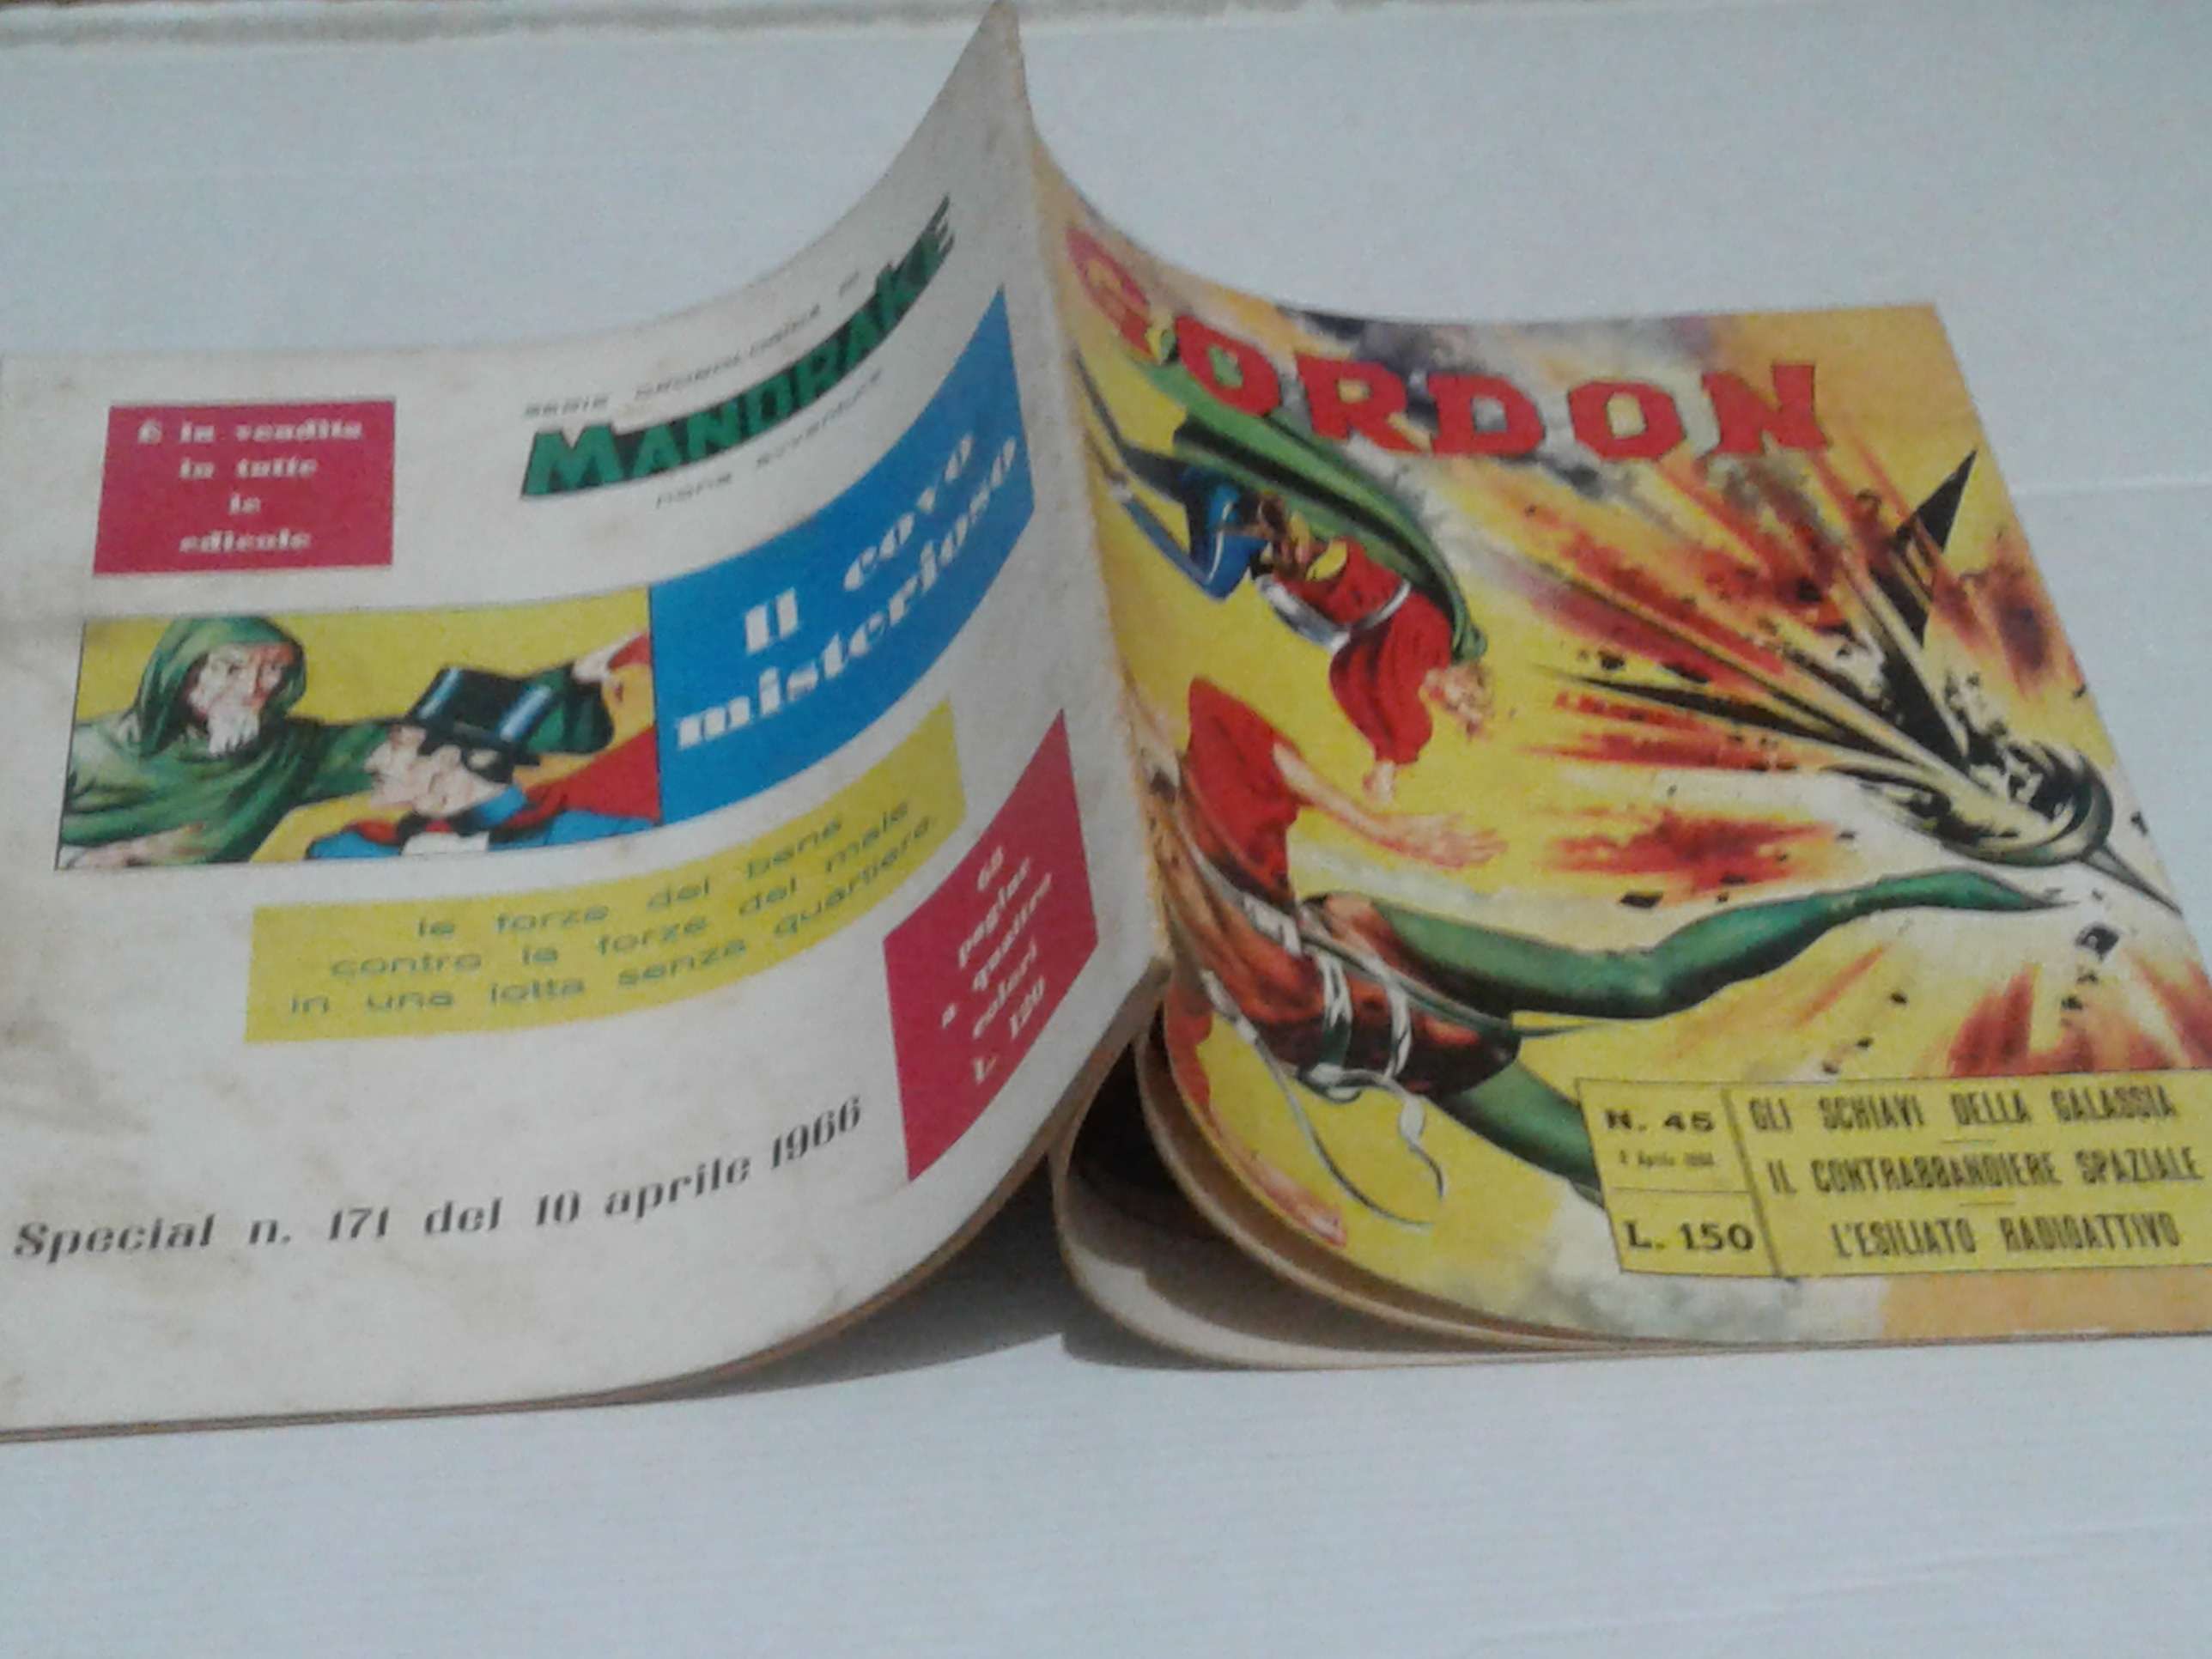 È in vendita
in tutte
le
edicole
MANDRAKE
Il covo
misterioso
le forze del bene
contro le forze del male
in una lotta senza quartiere
pagine
a quattro
colori
L. 120
Special n. 171 del 10 aprile 1966
GORDON
N. 45
Aprile
L. 150
GLI SCHIAVI DELLA GALASSIA
IL CONTRABBANDIERE SPAZIALE
L'ESILIATO RADIOATTIVO